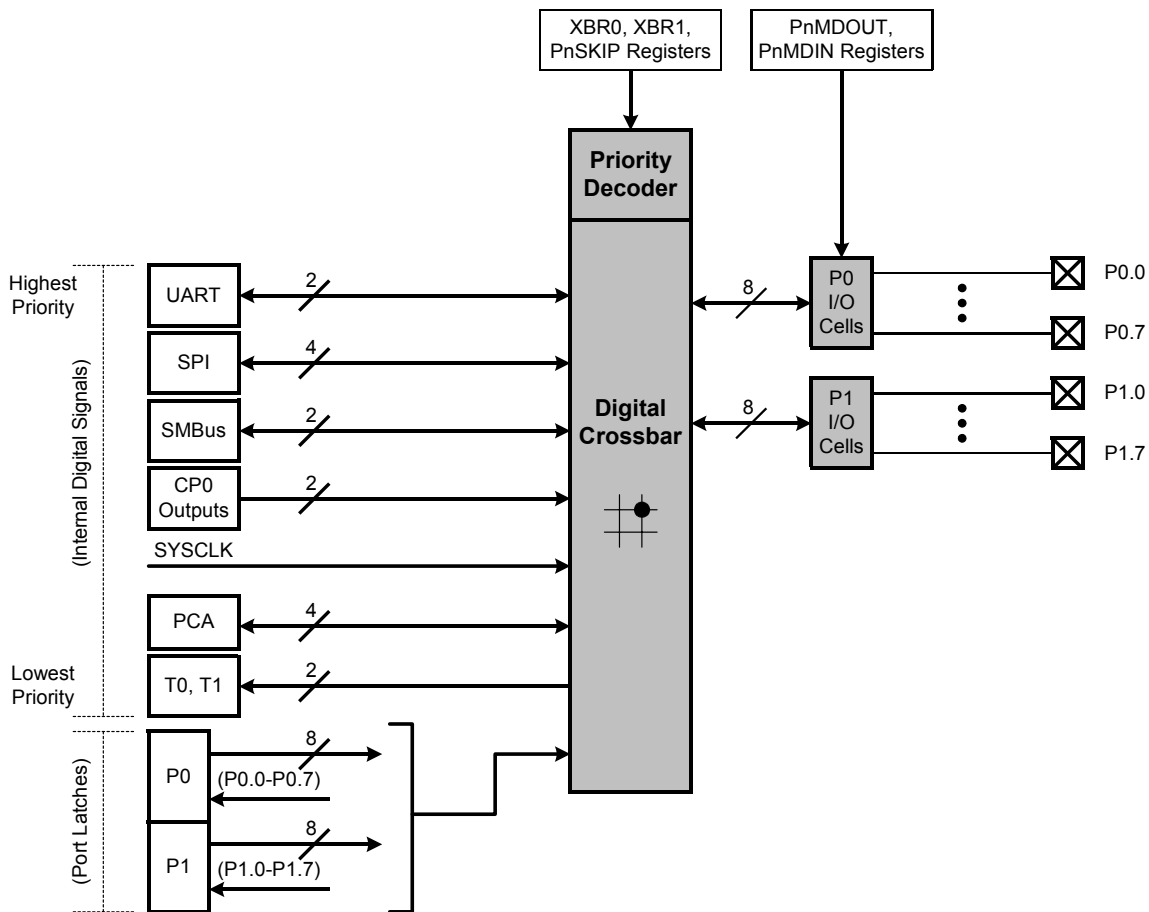 XBR0, XBR1,
PnSKIP Registers
PnMDOUT,
PnMDIN Registers
Priority
Decoder
Highest
Priority
(Internal Digital Signals)
UART
2
SPI
4
SMBus
2
CP0
Outputs
2
SYSCLK
PCA
4
Lowest
Priority
T0, T1
2
Digital
Crossbar
8
P0
I/O
Cells
P0.0
P0.7
8
P1
I/O
Cells
P1.0
P1.7
(Port Latches)
P0
8
(P0.0-P0.7)
P1
8
(P1.0-P1.7)